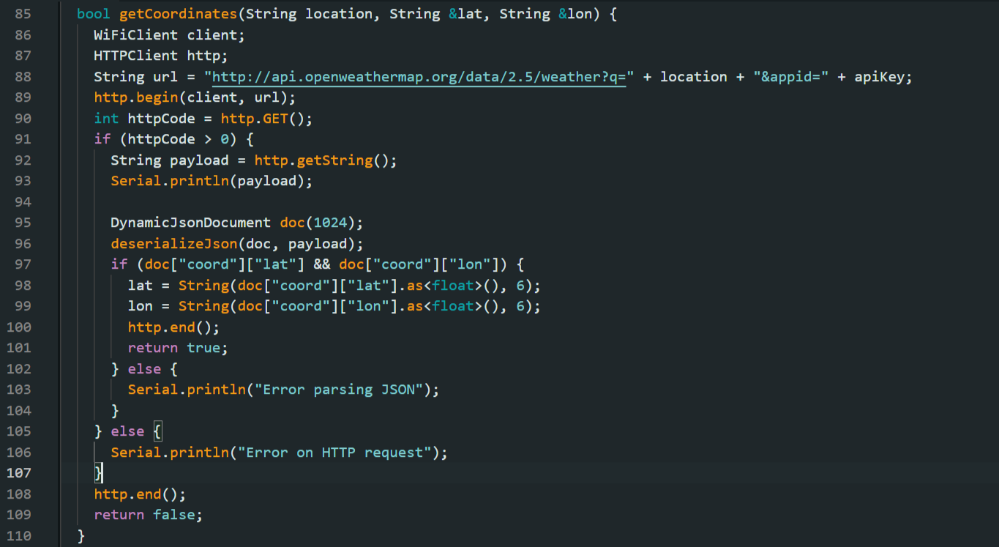 85 bool getCoordinates(String location, String &lat, String &lon) {
86 WiFiClient client;
87 HTTPClient http;
88 String url = "http://api.openweathermap.org/data/2.5/weather?q=" + location + "&appid=" + apiKey;
89 http.begin(client, url);
90 int httpCode = http.GET();
91 if (httpCode > 0) {
92 String payload = http.getString();
93 Serial.println(payload);
94
95 DynamicJsonDocument doc(1024);
96 deserializeJson(doc, payload);
97 if (doc["coord"]["lat"] && doc["coord"]["lon"]) {
98 lat = String(doc["coord"]["lat"].as<float>(), 6);
99 lon = String(doc["coord"]["lon"].as<float>(), 6);
100 http.end();
101 return true;
102 } else {
103 Serial.println("Error parsing JSON");
104 }
105 } else {
106 Serial.println("Error on HTTP request");
107 }
108 http.end();
109 return false;
110 }